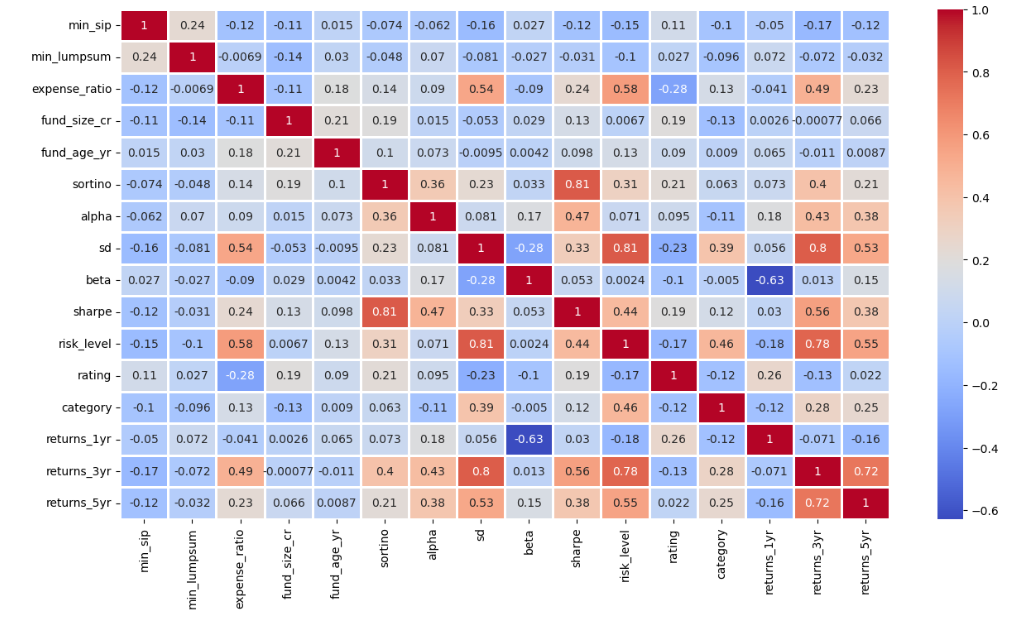 min_sip 1 0.24 -0.12 -0.11 0.015 -0.074 -0.062 -0.16 0.027 -0.12 -0.15 0.11 -0.1 -0.05 -0.17 -0.12
min_lumpsum 0.24 1 -0.0069 -0.14 0.03 -0.048 0.07 -0.081 -0.027 -0.031 -0.1 0.027 -0.096 0.072 -0.072 -0.032
expense_ratio -0.12 -0.0069 1 -0.11 0.18 0.14 0.09 0.54 -0.09 0.24 0.58 -0.28 0.13 -0.041 0.49 0.23
fund_size_cr -0.11 -0.14 -0.11 1 0.21 0.19 0.015 -0.053 0.029 0.13 0.0067 0.19 -0.13 0.0026 -0.00077 0.066
fund_age_yr 0.015 0.03 0.18 0.21 1 0.1 0.073 -0.0095 0.0042 0.098 0.13 0.09 0.009 0.065 -0.011 0.0087
sortino -0.074 -0.048 0.14 0.19 0.1 1 0.36 0.23 0.033 0.81 0.31 0.21 0.063 0.073 0.4 0.21
alpha -0.062 0.07 0.09 0.015 0.073 0.36 1 0.081 0.17 0.47 0.071 0.095 -0.11 0.18 0.43 0.38
sd -0.16 -0.081 0.54 -0.053 -0.0095 0.23 0.081 1 -0.28 0.33 0.81 -0.23 0.39 0.056 0.8 0.53
beta 0.027 -0.027 -0.09 0.029 0.0042 0.033 0.17 -0.28 1 0.053 0.0024 -0.1 -0.005 -0.63 0.013 0.15
sharpe -0.12 -0.031 0.24 0.13 0.098 0.81 0.47 0.33 0.053 1 0.44 0.19 0.12 0.03 0.56 0.38
risk_level -0.15 -0.1 0.58 0.0067 0.13 0.31 0.071 0.81 0.0024 0.44 1 -0.17 0.46 -0.18 0.78 0.55
rating 0.11 0.027 -0.28 0.19 0.09 0.21 0.095 -0.23 -0.1 0.19 -0.17 1 -0.12 0.26 -0.13 0.022
category -0.1 -0.096 0.13 -0.13 0.009 0.063 -0.11 0.39 -0.005 0.12 0.46 -0.12 1 -0.12 0.28 0.25
returns_1yr -0.05 0.072 -0.041 0.0026 0.065 0.073 0.18 0.056 -0.63 0.03 -0.18 0.26 -0.12 1 -0.071 -0.16
returns_3yr -0.17 -0.072 0.49 -0.00077 -0.011 0.4 0.43 0.8 0.013 0.56 0.78 -0.13 0.28 -0.071 1 0.72
returns_5yr -0.12 -0.032 0.23 0.066 0.0087 0.21 0.38 0.53 0.15 0.38 0.55 0.022 0.25 -0.16 0.72 1
min_sip
min_lumpsum
expense_ratio
fund_size_cr
fund_age_yr
sortino
alpha
sd
beta
sharpe
risk_level
rating
category
returns_1yr
returns_3yr
returns_5yr
1.0
0.8
0.6
0.4
0.2
0.0
−0.2
−0.4
−0.6